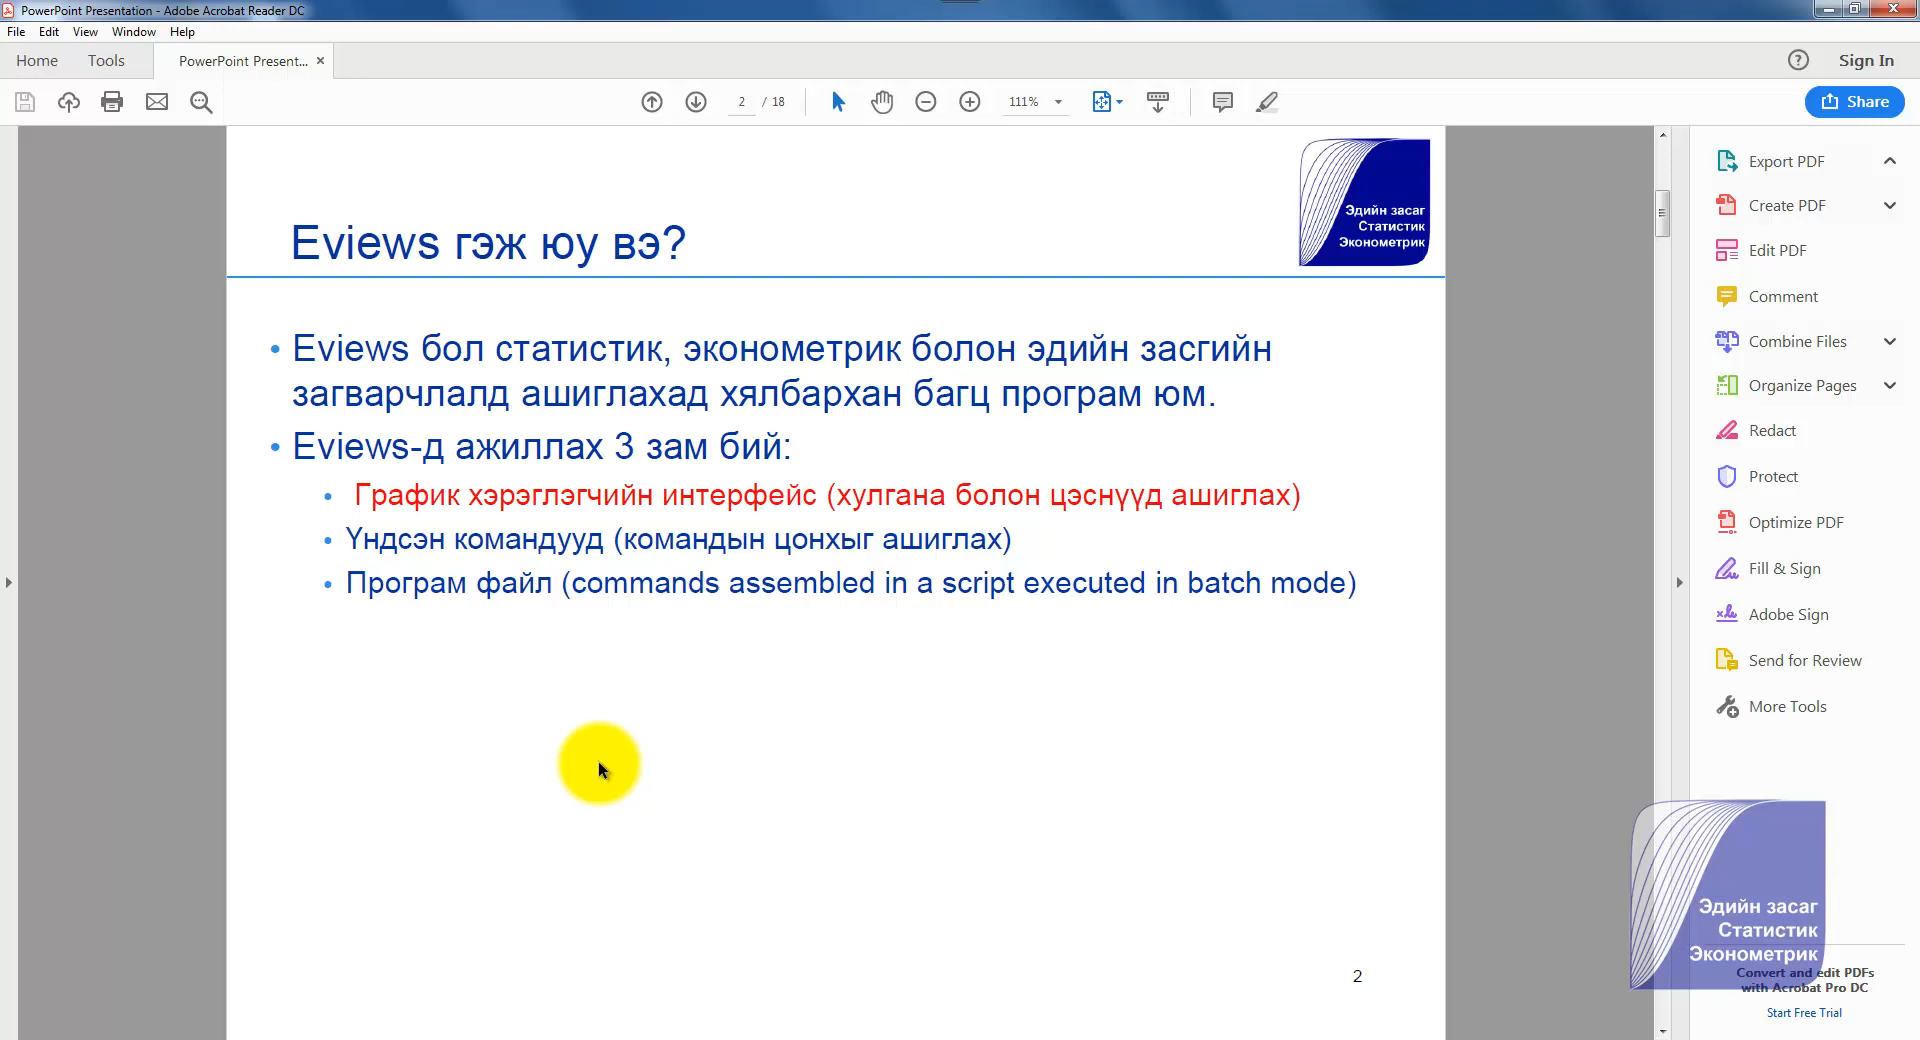 PowerPoint Presentation - Adobe Acrobat Reader DC
File Edit View Window Help
Home Tools PowerPoint Present... × Sign In
2 / 18 111% Share
Эдийн засаг
Статистик
Эконометрик
Eviews гэж юу вэ?
• Eviews бол статистик, эконометрик болон эдийн засгийн
загварчлалд ашиглахад хялбархан багц програм юм.
• Eviews-д ажиллах 3 зам бий:
• График хэрэглэгчийн интерфейс (хулгана болон цэснүүд ашиглах)
• Үндсэн командууд (командын цонхыг ашиглах)
• Програм файл (commands assembled in a script executed in batch mode)
2
Export PDF
Create PDF
Edit PDF
Comment
Combine Files
Organize Pages
Redact
Protect
Optimize PDF
Fill & Sign
Adobe Sign
Send for Review
More Tools
Эдийн засаг
Статистик
Эконометрик
Convert and edit PDFs
with Acrobat Pro DC
Start Free Trial